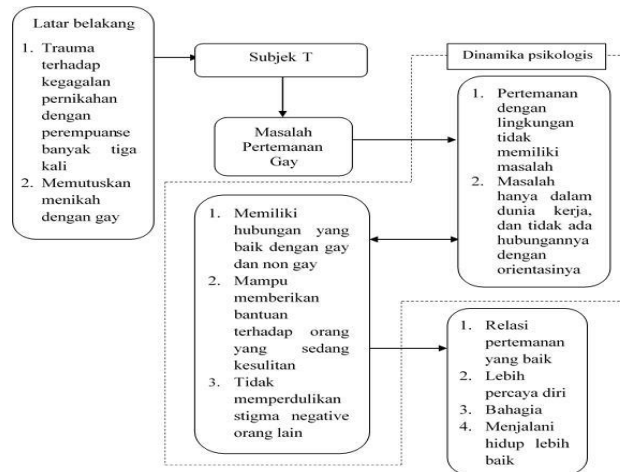 Latar belakang
1. Trauma
terhadap
kegagalan
pernikahan
dengan
perempuanse
banyak tiga
kali
2. Memutuskan
menikah
dengan gay
Subjek T
Masalah
Pertemanan
Gay
Dinamika psikologis
1. Pertemanan
dengan
lingkungan
tidak
memiliki
masalah
2. Masalah
hanya dalam
dunia kerja,
dan tidak ada
hubungannya
dengan
orientasinya
1. Memiliki
hubungan yang
baik dengan gay
dan non gay
2. Mampu
memberikan
bantuan
terhadap orang
yang sedang
kesulitan
3. Tidak
memperdulikan
stigma negative
orang lain
1. Relasi
pertemanan
yang baik
2. Lebih
percaya diri
3. Bahagia
4. Menjalani
hidup lebih
baik